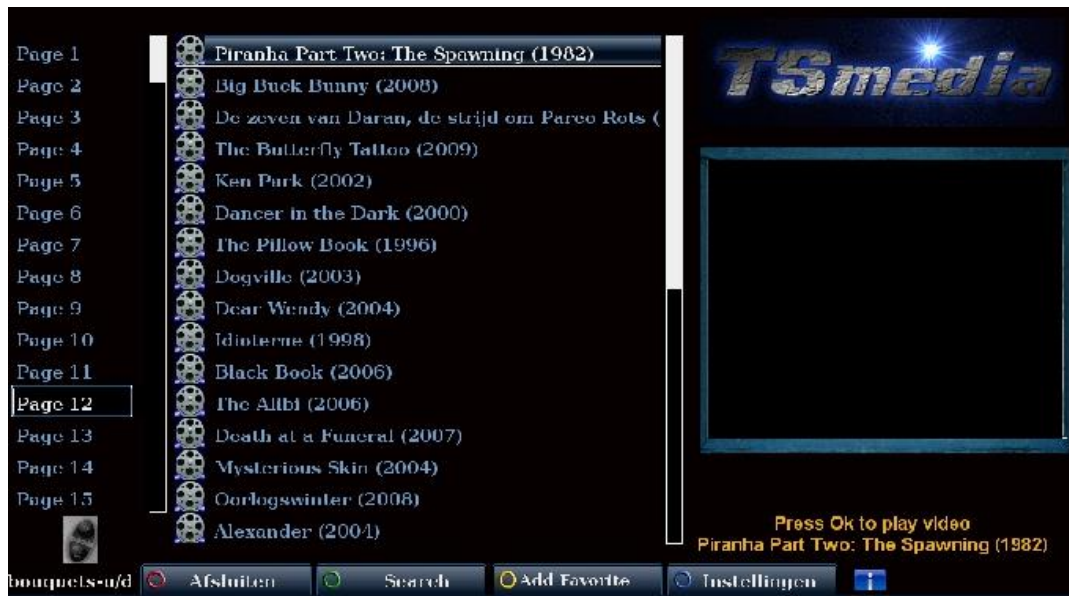 Page 1
Page 2
Page 3
Page 4
Page 5
Page 6
Page 7
Page 8
Page 9
Page 10
Page 11
Page 12
Page 13
Page 14
Page 15
bouquets-u/d
Piranha Part Two: The Spawning (1982)
Big Buck Bunny (2008)
De zeven van Daran, de strijd om Pareo Rots (
The Butterfly Tattoo (2009)
Ken Park (2002)
Dancer in the Dark (2000)
The Pillow Book (1996)
Dogville (2003)
Dear Wendy (2004)
Idioterne (1998)
Black Book (2006)
The Alibi (2006)
Death at a Funeral (2007)
Mysterious Skin (2004)
Oorlogswinter (2008)
Alexander (2004)
TSmedia
Press Ok to play video
Piranha Part Two: The Spawning (1982)
Afsluiten
Search
Add Favorite
Instellingen
i